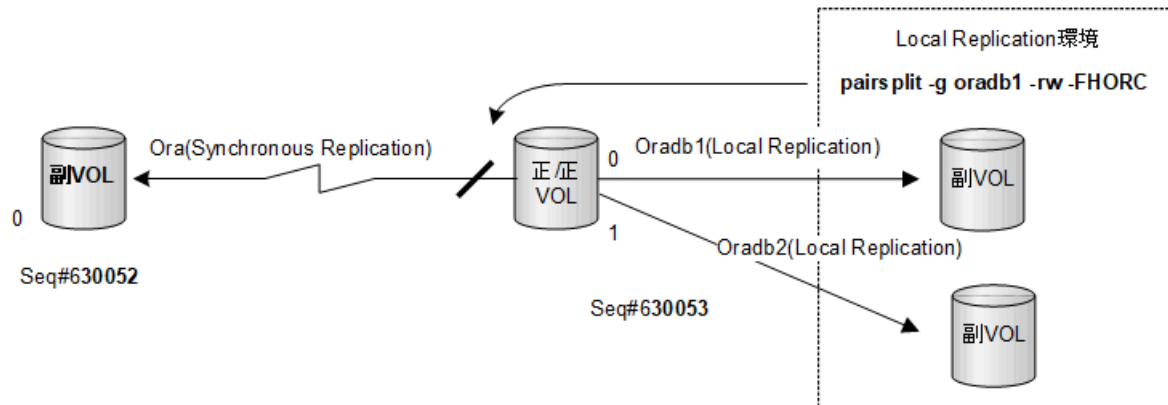 Local Replication環境
pairsplit -g oradb1 -rw -FHORC
Ora(Synchronous Replication)
Oradb1(Local Replication)
副VOL
正/正
VOL
0
副VOL
0
1
Oradb2(Local Replication)
Seq#630052
Seq#630053
副VOL